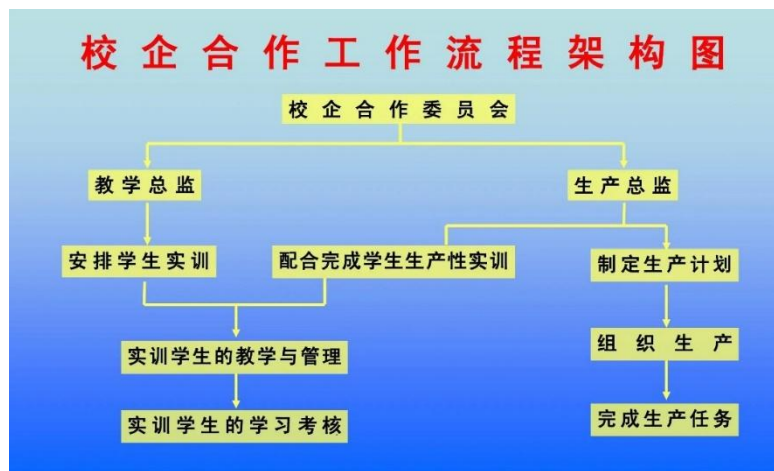 校企合作工作流程架构图
校企合作委员会
教学总监
生产总监
安排学生实训
配合完成学生生产性实训
制定生产计划
实训学生的教学与管理
组织生产
实训学生的学习考核
完成生产任务